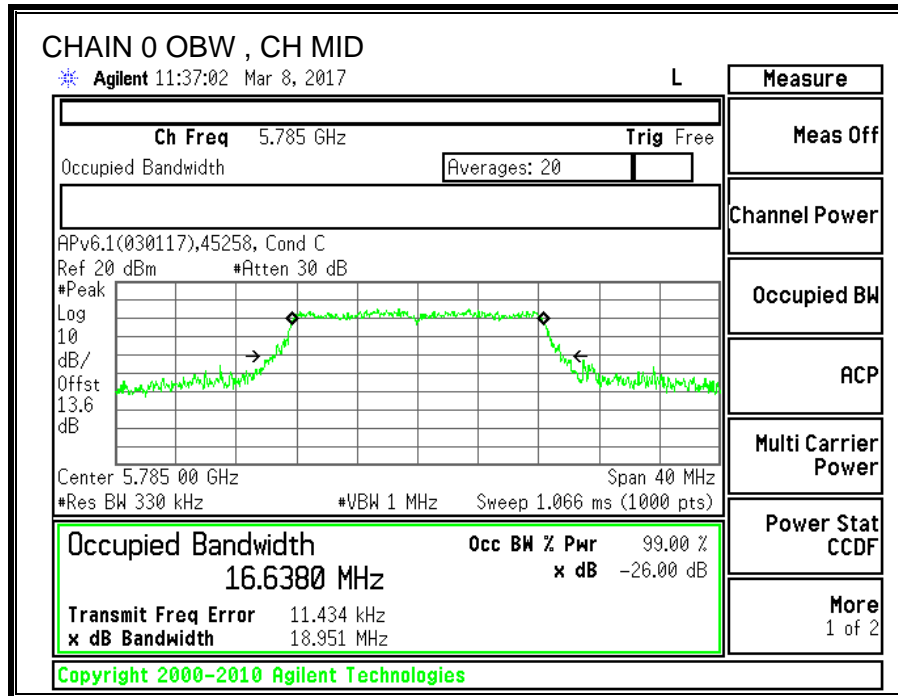 CHAIN 0 OBW , CH MID
Agilent 11:37:02 Mar 8, 2017 L
Measure
Ch Freq 5.785 GHz Trig Free
Meas Off
Occupied Bandwidth Averages: 20
Channel Power
APv6.1(030117),45258, Cond C
Ref 20 dBm #Atten 30 dB
#Peak
Log
10
dB/
Offst
13.6
dB
Occupied BW
ACP
Center 5.785 00 GHz Span 40 MHz
#Res BW 330 kHz #VBW 1 MHz Sweep 1.066 ms (1000 pts)
Multi Carrier
Power
Occupied Bandwidth Occ BW % Pwr 99.00 %
16.6380 MHz x dB -26.00 dB
Power Stat
CCDF
Transmit Freq Error 11.434 kHz
x dB Bandwidth 18.951 MHz
More
1 of 2
Copyright 2000-2010 Agilent Technologies